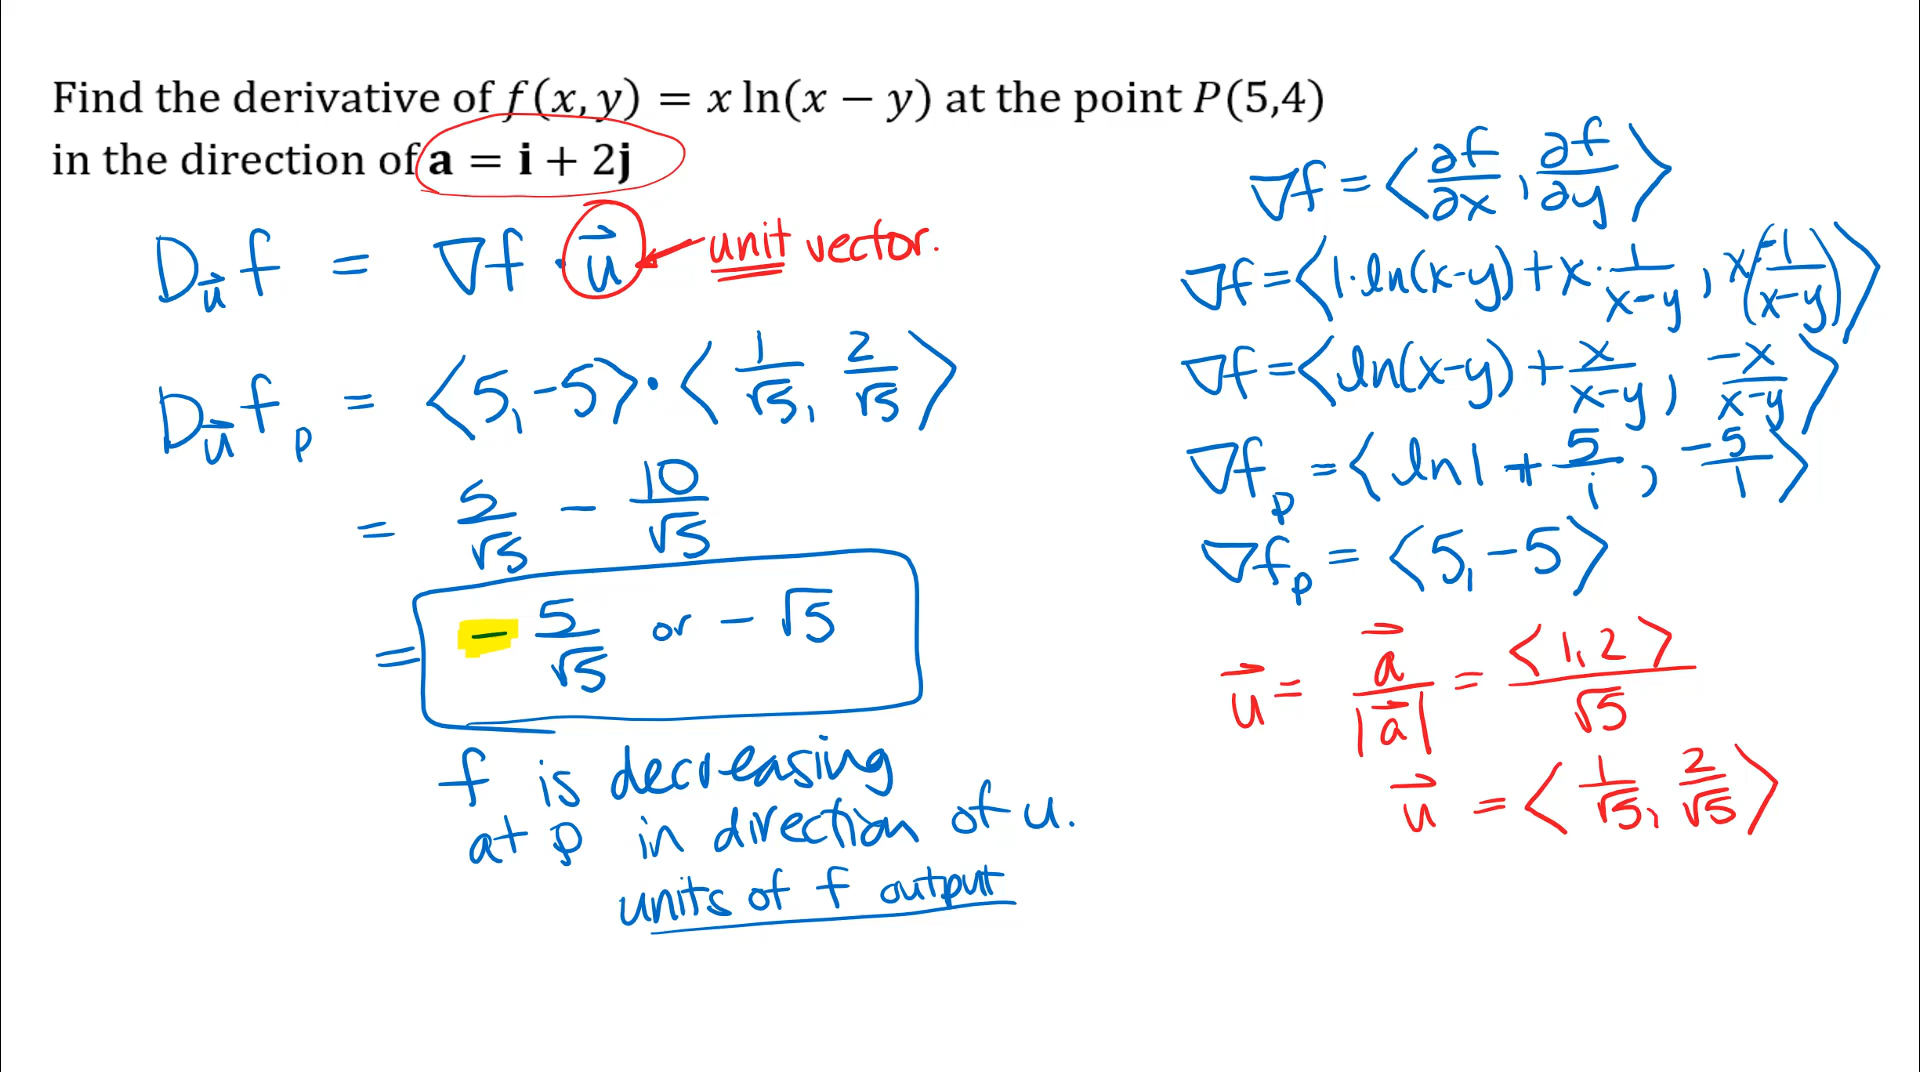 Find the derivative of f(x, y) = x ln(x − y) at the point P(5,4)
in the direction of a = i + 2j
D_u⃗ f = ∇f · u⃗ ← unit vector.
D_u⃗ f_p = ⟨5, −5⟩ · ⟨1/√5, 2/√5⟩
= 5/√5 − 10/√5
= − 5/√5 or − √5
f is decreasing
at p in direction of u.
units of f output
∇f = ⟨∂f/∂x, ∂f/∂y⟩
∇f = ⟨1·ln(x−y) + x · 1/(x−y), x(−1/(x−y))⟩
∇f = ⟨ln(x−y) + x/(x−y), −x/(x−y)⟩
∇f_p = ⟨ln 1 + 5/1, −5/1⟩
∇f_p = ⟨5, −5⟩
u⃗ = a⃗/|a⃗| = ⟨1, 2⟩/√5
u⃗ = ⟨1/√5, 2/√5⟩